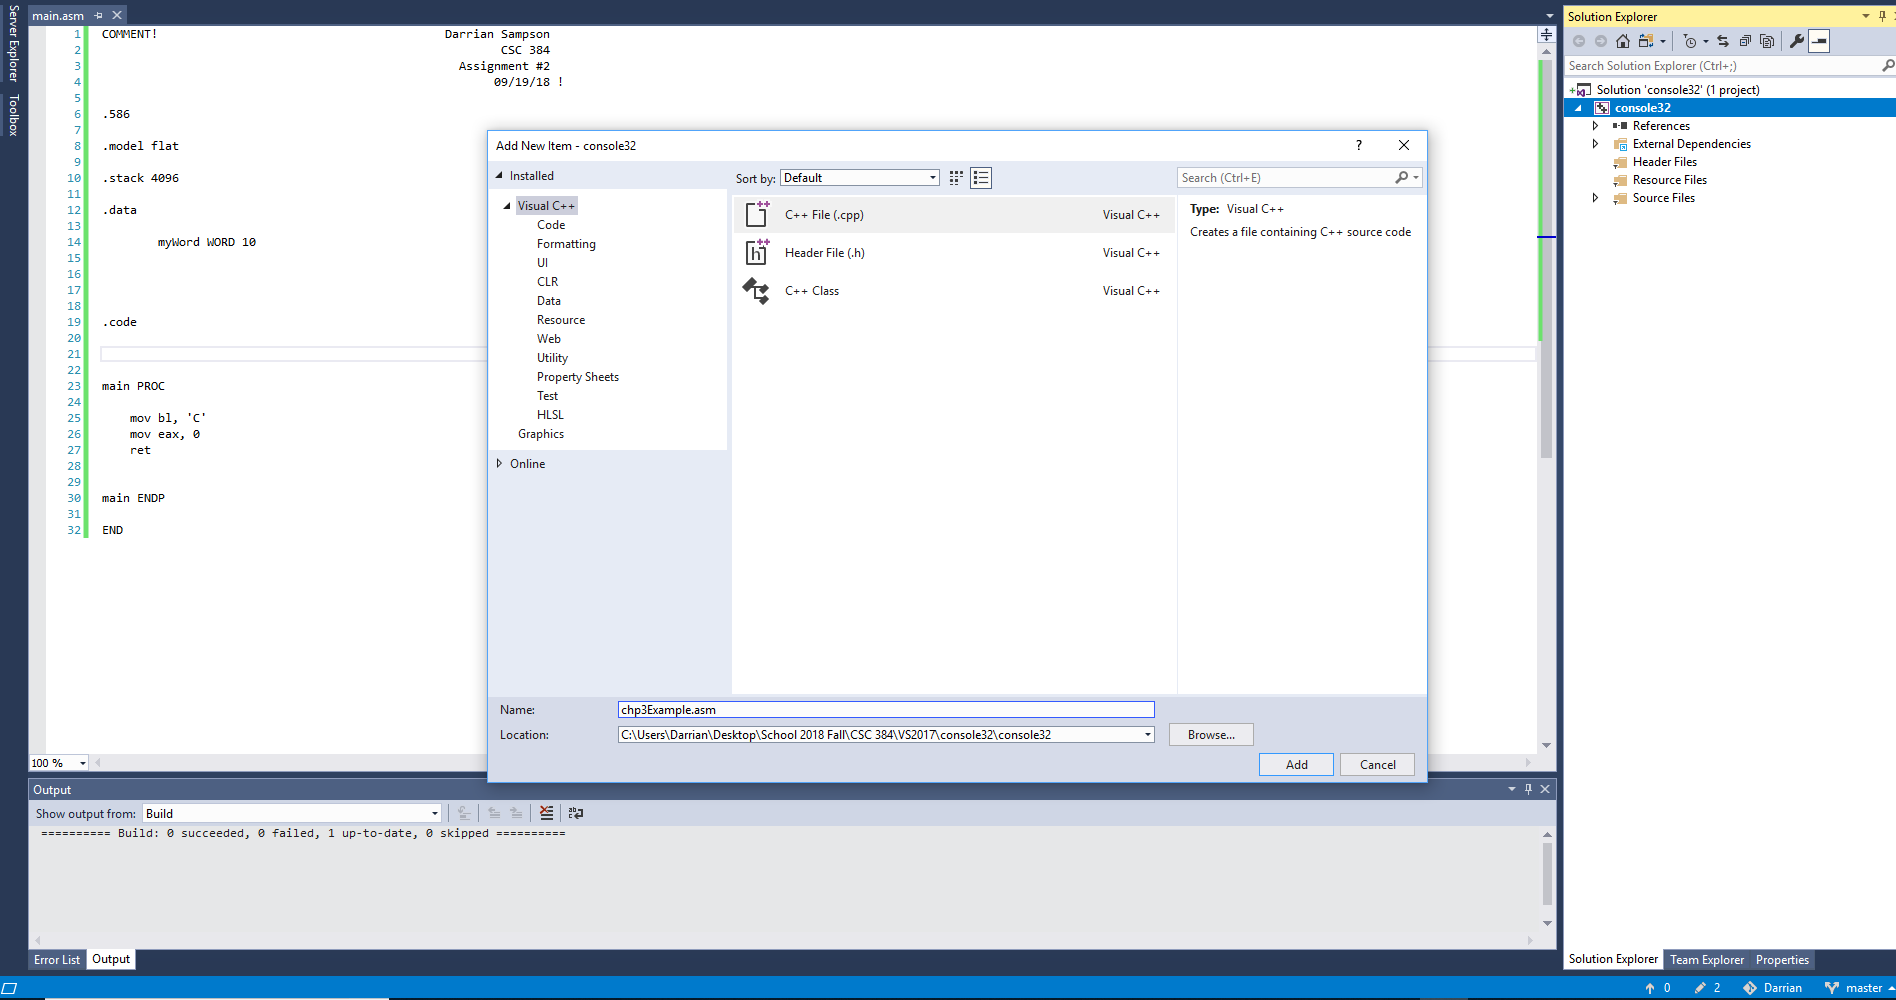 Server Explorer
Toolbox
main.asm
1 COMMENT! Darrian Sampson
2 CSC 384
3 Assignment #2
4 09/19/18 !
5
6 .586
7
8 .model flat
9
10 .stack 4096
11
12 .data
13
14 myWord WORD 10
15
16
17
18
19 .code
20
21
22
23 main PROC
24
25 mov bl, 'C'
26 mov eax, 0
27 ret
28
29
30 main ENDP
31
32 END
100 %
Add New Item - console32
?
Installed
Visual C++
Code
Formatting
UI
CLR
Data
Resource
Web
Utility
Property Sheets
Test
HLSL
Graphics
Online
Sort by: Default
Search (Ctrl+E)
C++ File (.cpp) Visual C++
Header File (.h) Visual C++
C++ Class Visual C++
Type: Visual C++
Creates a file containing C++ source code
Name: chp3Example.asm
Location: C:\Users\Darrian\Desktop\School 2018 Fall\CSC 384\VS2017\console32\console32
Browse...
Add Cancel
Output
Show output from: Build
========== Build: 0 succeeded, 0 failed, 1 up-to-date, 0 skipped ==========
Error List Output
Solution Explorer
Search Solution Explorer (Ctrl+;)
Solution 'console32' (1 project)
console32
References
External Dependencies
Header Files
Resource Files
Source Files
Solution Explorer Team Explorer Properties
0 2 Darrian master